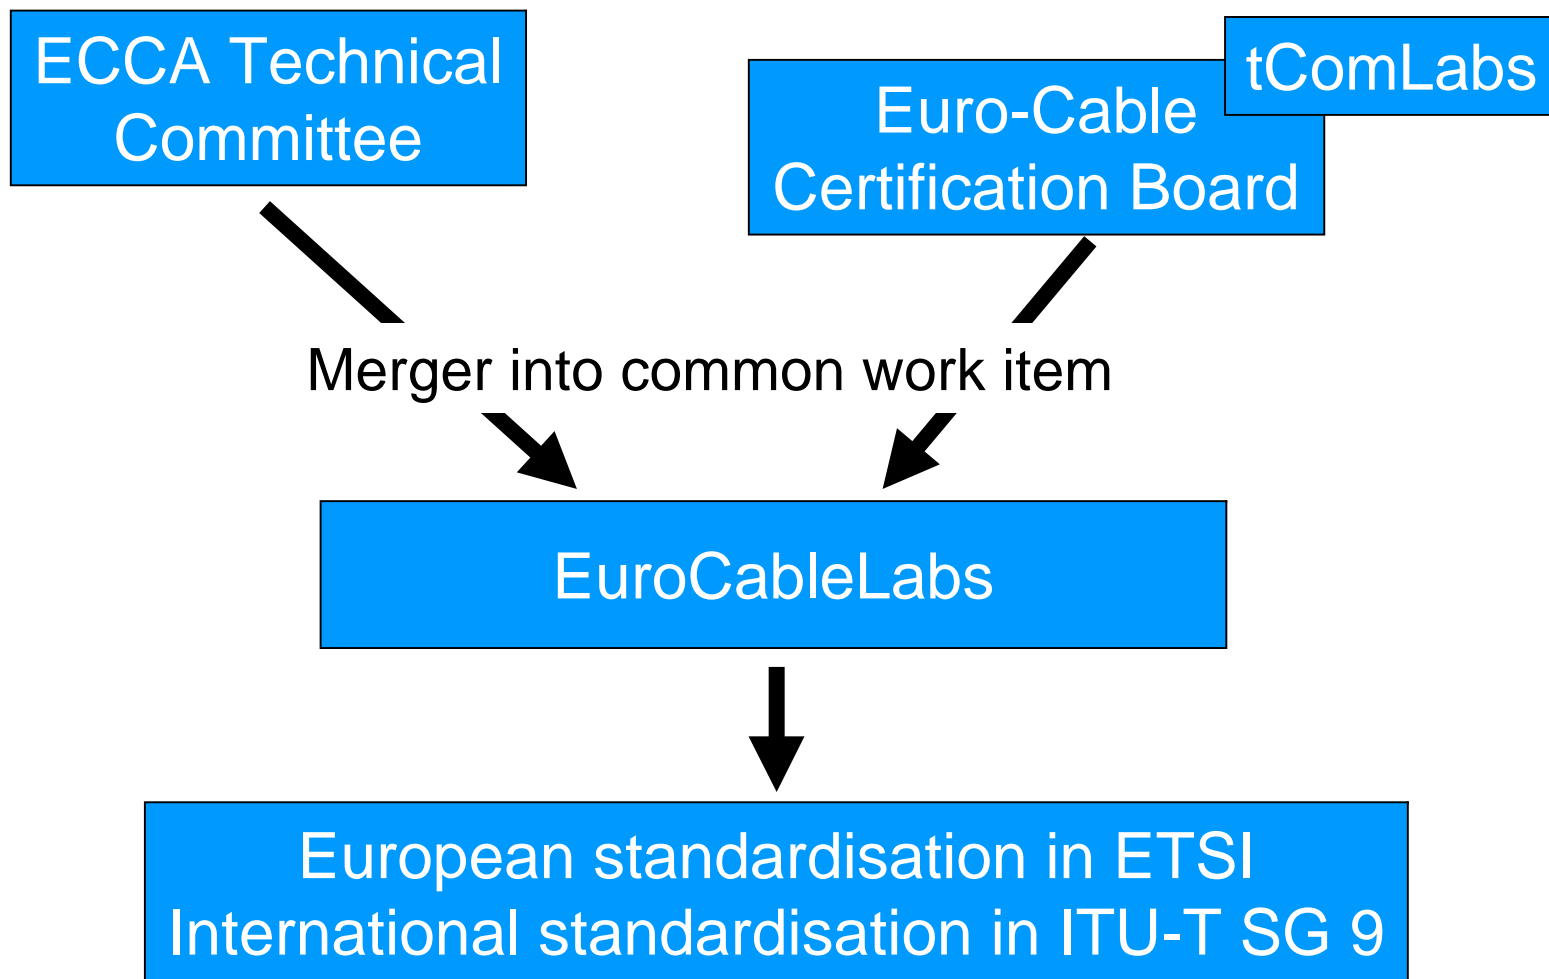 ECCA Technical
Committee
tComLabs
Euro-Cable
Certification Board
Merger into common work item
EuroCableLabs
European standardisation in ETSI
International standardisation in ITU-T SG 9